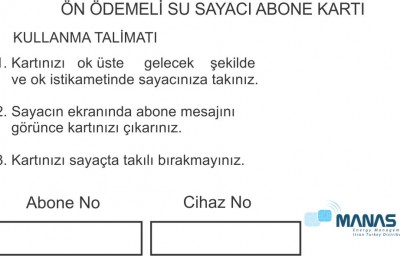 ÖN ÖDEMELİ SU SAYACI ABONE KARTI
KULLANMA TALİMATI
1. Kartınızı ok üste gelecek şekilde
ve ok istikametinde sayacınıza takınız.
2. Sayacın ekranında abone mesajını
görünce kartınızı çıkarınız.
3. Kartınızı sayaçta takılı bırakmayınız.
Abone No
Cihaz No
MANAS
Energy Managem